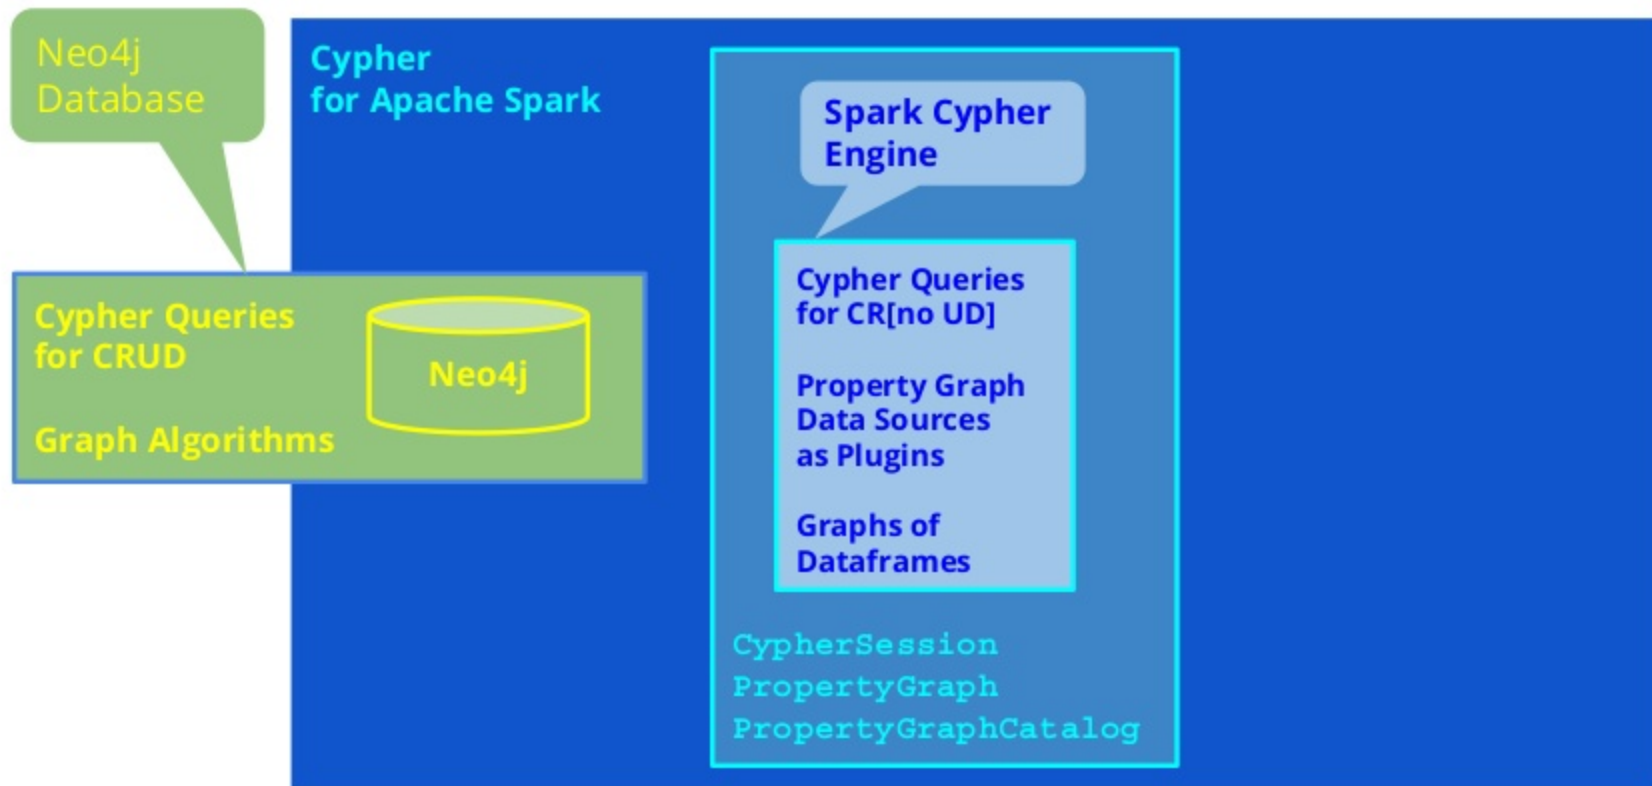 Neo4j
Database
Cypher
for Apache Spark
Spark Cypher
Engine
Cypher Queries
for CRUD
Graph Algorithms
Neo4j
Cypher Queries
for CR[no UD]
Property Graph
Data Sources
as Plugins
Graphs of
Dataframes
CypherSession
PropertyGraph
PropertyGraphCatalog